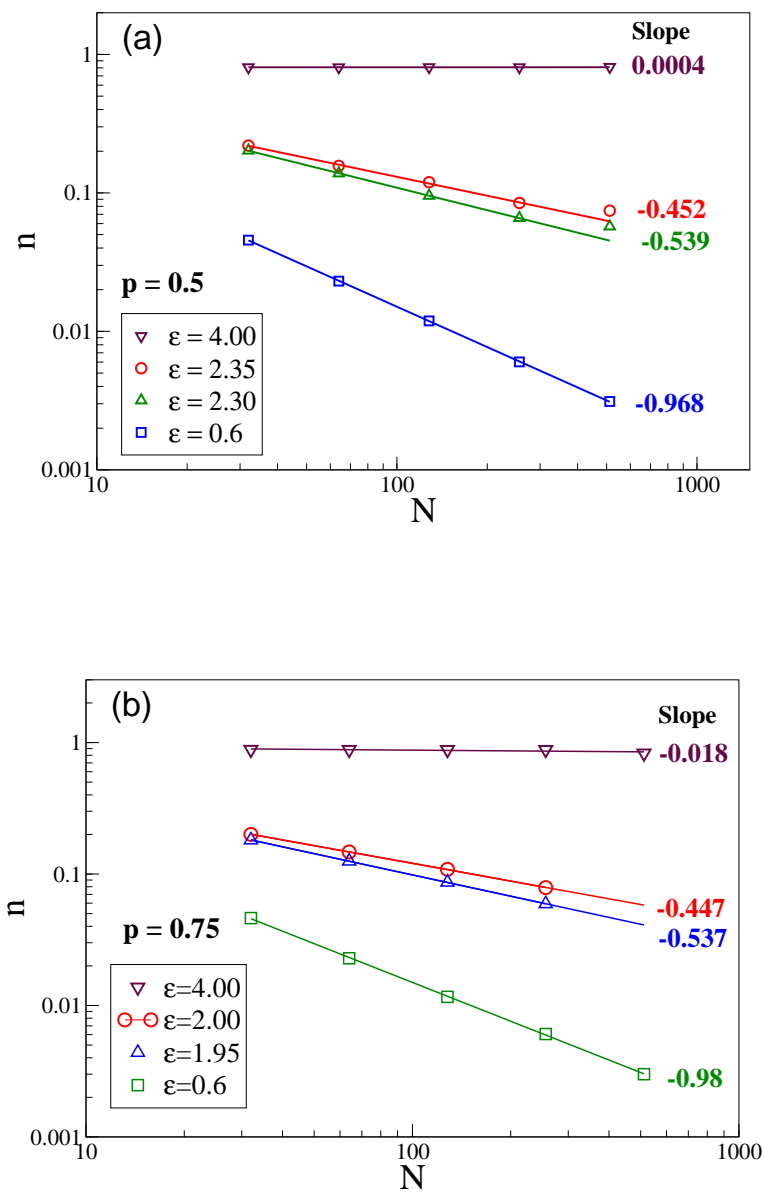 (a)
Slope
1
0.0004
0.1
-0.452
-0.539
n
p = 0.5
0.01
ε = 4.00
ε = 2.35
ε = 2.30
ε = 0.6
-0.968
0.001
10
100
1000
N
(b)
Slope
1
-0.018
0.1
n
-0.447
-0.537
p = 0.75
0.01
ε=4.00
ε=2.00
ε=1.95
ε=0.6
-0.98
0.001
10
100
1000
N